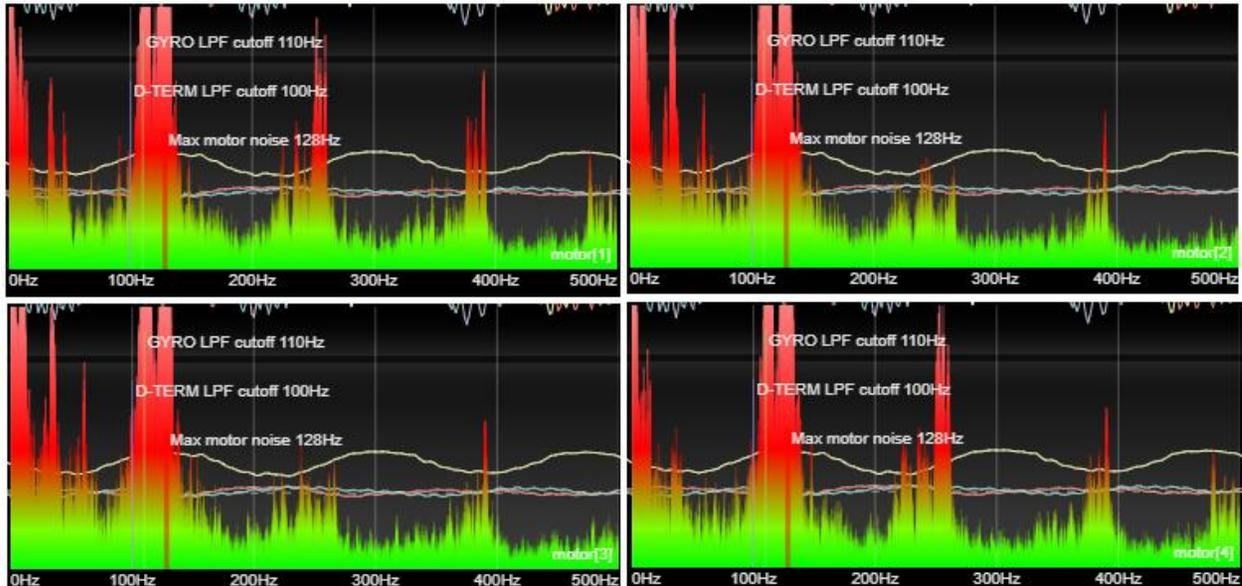 GYRO LPF cutoff 110Hz
D-TERM LPF cutoff 100Hz
Max motor noise 128Hz
motor[1]
0Hz 100Hz 200Hz 300Hz 400Hz 500Hz
GYRO LPF cutoff 110Hz
D-TERM LPF cutoff 100Hz
Max motor noise 128Hz
motor[2]
0Hz 100Hz 200Hz 300Hz 400Hz 500Hz
GYRO LPF cutoff 110Hz
D-TERM LPF cutoff 100Hz
Max motor noise 128Hz
motor[3]
0Hz 100Hz 200Hz 300Hz 400Hz 500Hz
GYRO LPF cutoff 110Hz
D-TERM LPF cutoff 100Hz
Max motor noise 128Hz
motor[4]
0Hz 100Hz 200Hz 300Hz 400Hz 500Hz